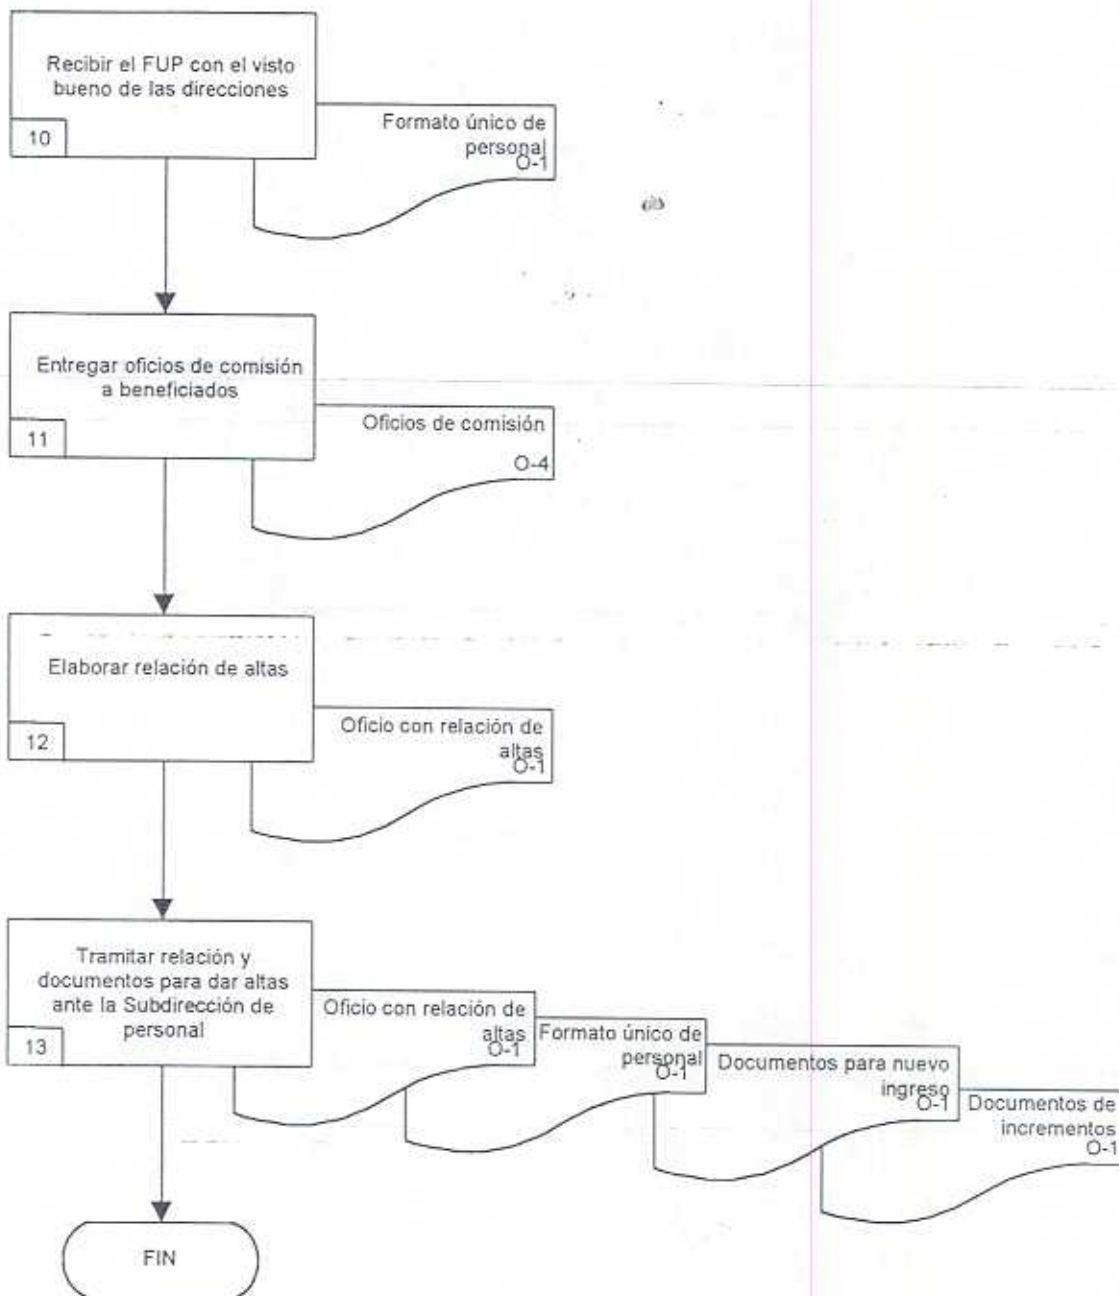 Recibir el FUP con el visto
bueno de las direcciones
10
Formato único de
personal
O-1
Entregar oficios de comisión
a beneficiados
11
Oficios de comisión
O-4
Elaborar relación de altas
12
Oficio con relación de
altas
O-1
Tramitar relación y
documentos para dar altas
ante la Subdirección de
personal
13
Oficio con relación de
altas
O-1
Formato único de
personal
O-1
Documentos para nuevo
ingreso
O-1
Documentos de
incrementos
O-1
FIN